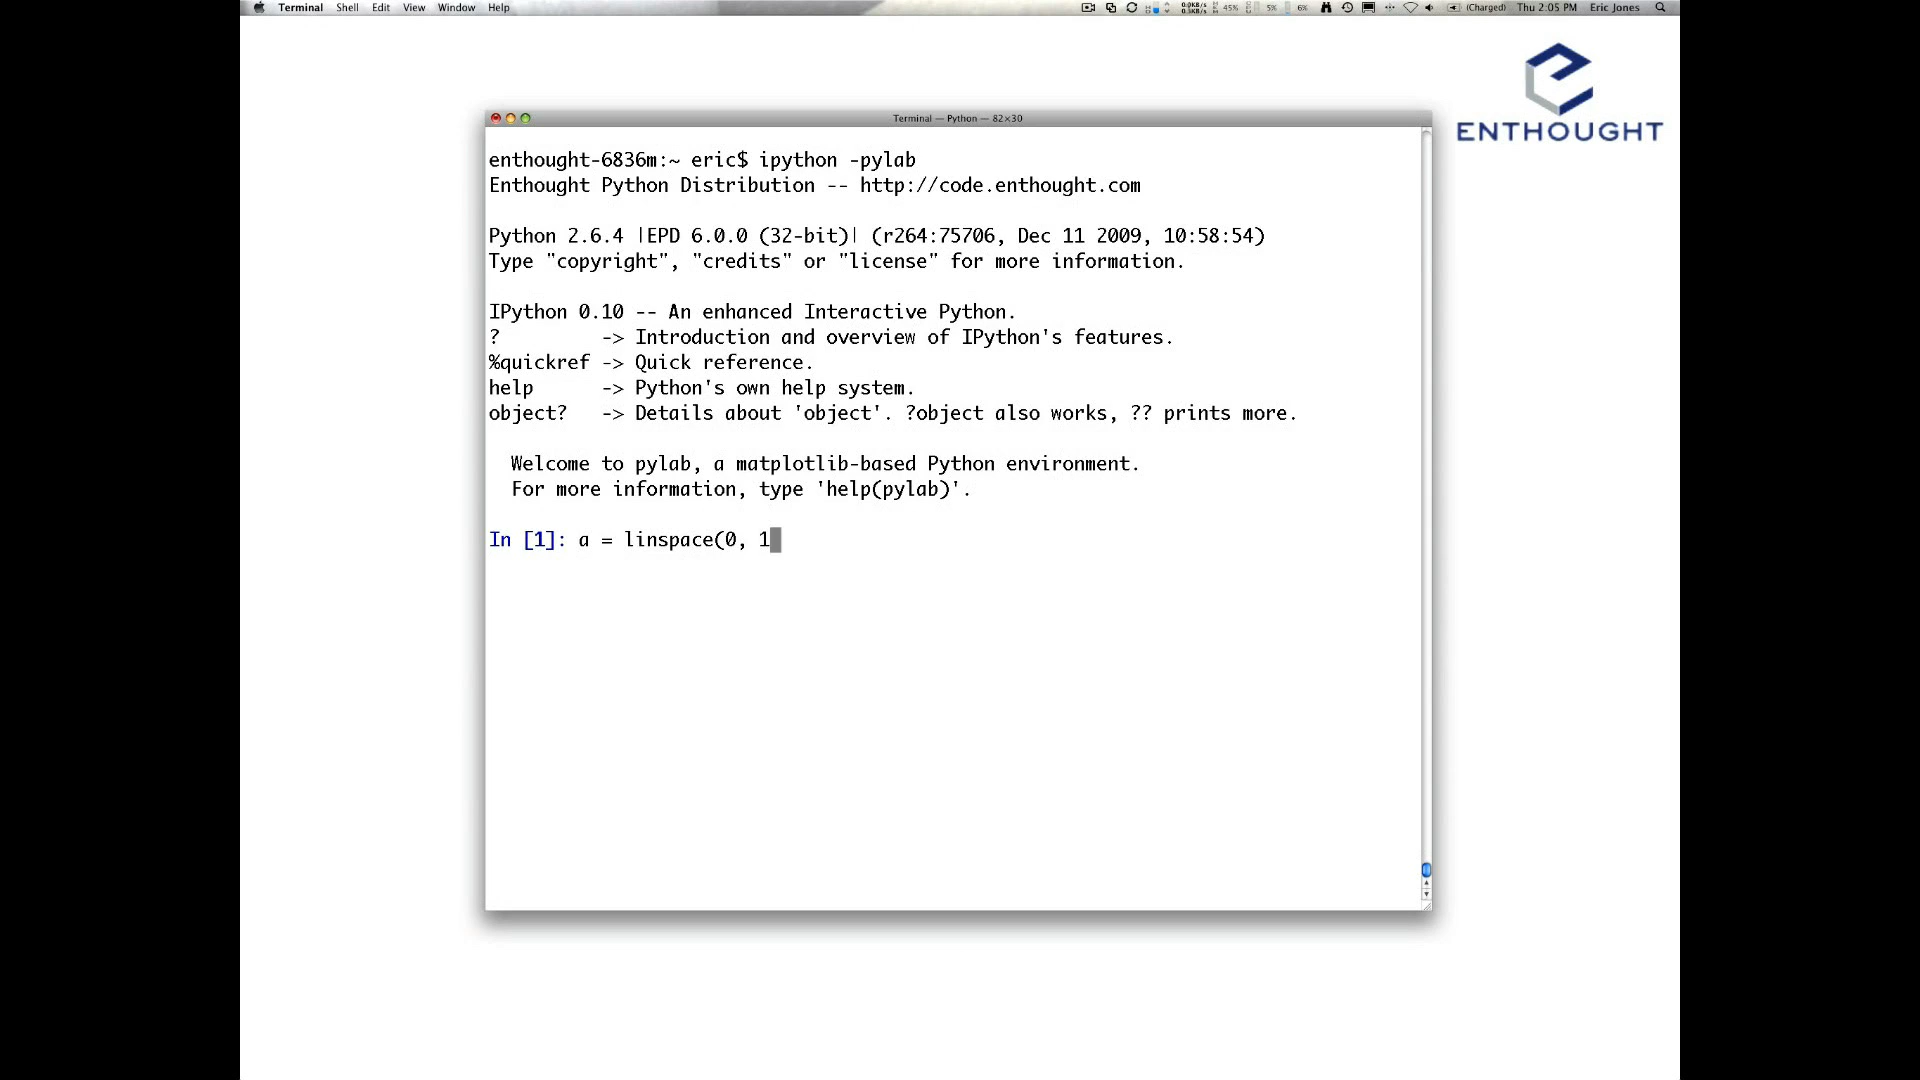 Terminal Shell Edit View Window Help
45% 5% 6% (Charged) Thu 2:05 PM Eric Jones
ENTHOUGHT
Terminal — Python — 82×30
enthought-6836m:~ eric$ ipython -pylab
Enthought Python Distribution -- http://code.enthought.com
Python 2.6.4 |EPD 6.0.0 (32-bit)| (r264:75706, Dec 11 2009, 10:58:54)
Type "copyright", "credits" or "license" for more information.
IPython 0.10 -- An enhanced Interactive Python.
?         -> Introduction and overview of IPython's features.
%quickref -> Quick reference.
help      -> Python's own help system.
object?   -> Details about 'object'. ?object also works, ?? prints more.
Welcome to pylab, a matplotlib-based Python environment.
For more information, type 'help(pylab)'.
In [1]: a = linspace(0, 1